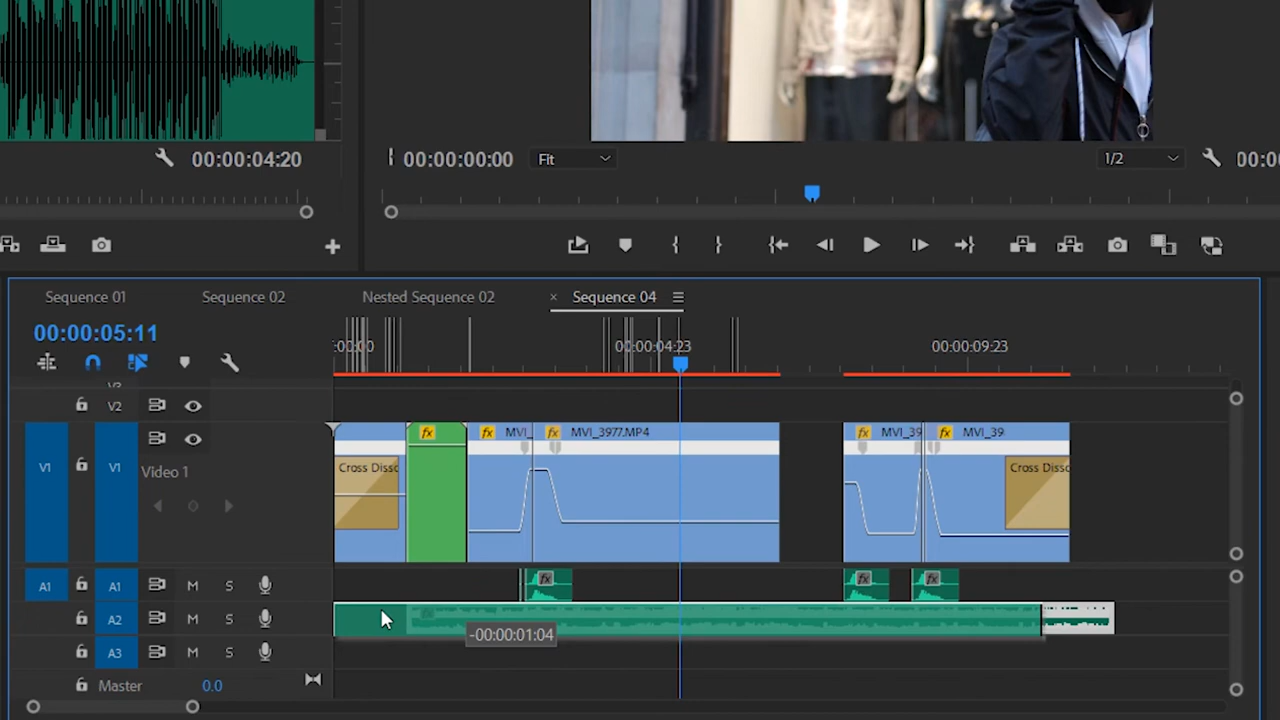 00:00:04:20
00:00:00:00
Fit
1/2
00:00
Sequence 01
Sequence 02
Nested Sequence 02
× Sequence 04
00:00:05:11
:00:00
00:00:04:23
00:00:09:23
V3
V2
V1
V1
Video 1
fx
fx MVI_
fx MVI_3977.MP4
fx MVI_39
fx MVI_39
Cross Disso
Cross Disso
A1
A1
M
S
fx
fx
fx
A2
M
S
-00:00:01:04
A3
M
S
Master
0.0